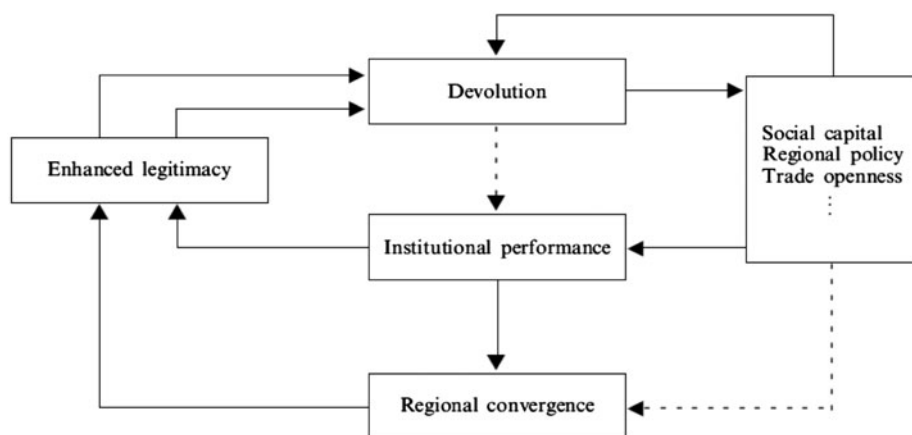 Devolution
Social capital
Regional policy
Trade openness
⋮
Enhanced legitimacy
Institutional performance
Regional convergence